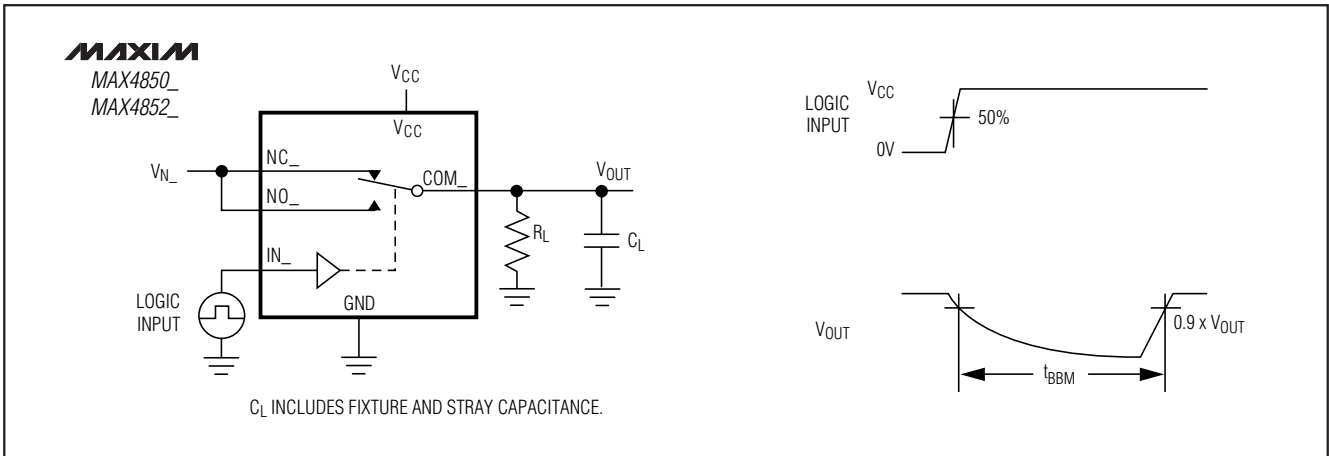 MAXIM
MAX4850_
MAX4852_
VCC
VCC
VN_
NC_
NO_
COM_
VOUT
RL
CL
IN_
GND
LOGIC
INPUT
CL INCLUDES FIXTURE AND STRAY CAPACITANCE.
LOGIC
INPUT
VCC
50%
0V
VOUT
0.9 x VOUT
tBBM